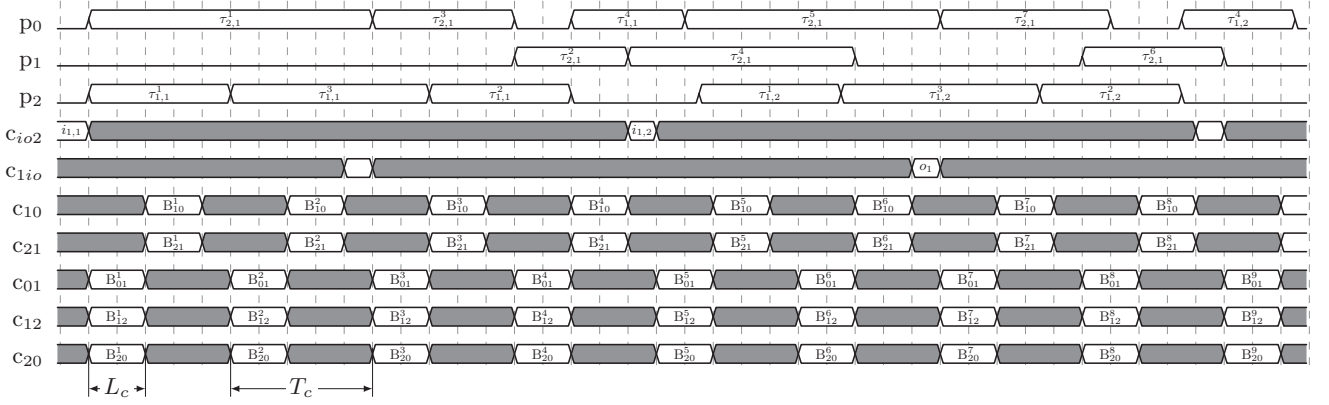 p₀ τ¹₂,₁ τ³₂,₁ τ⁴₁,₁ τ⁵₂,₁ τ⁷₂,₁ τ⁴₁,₂
p₁ τ²₂,₁ τ⁴₂,₁ τ⁶₂,₁
p₂ τ¹₁,₁ τ³₁,₁ τ²₁,₁ τ¹₁,₂ τ³₁,₂ τ²₁,₂
c_io2 i₁,₁ i₁,₂
c_1io o₁
c₁₀ B¹₁₀ B²₁₀ B³₁₀ B⁴₁₀ B⁵₁₀ B⁶₁₀ B⁷₁₀ B⁸₁₀
c₂₁ B¹₂₁ B²₂₁ B³₂₁ B⁴₂₁ B⁵₂₁ B⁶₂₁ B⁷₂₁ B⁸₂₁
c₀₁ B¹₀₁ B²₀₁ B³₀₁ B⁴₀₁ B⁵₀₁ B⁶₀₁ B⁷₀₁ B⁸₀₁ B⁹₀₁
c₁₂ B¹₁₂ B²₁₂ B³₁₂ B⁴₁₂ B⁵₁₂ B⁶₁₂ B⁷₁₂ B⁸₁₂ B⁹₁₂
c₂₀ B¹₂₀ B²₂₀ B³₂₀ B⁴₂₀ B⁵₂₀ B⁶₂₀ B⁷₂₀ B⁸₂₀ B⁹₂₀
L_c T_c